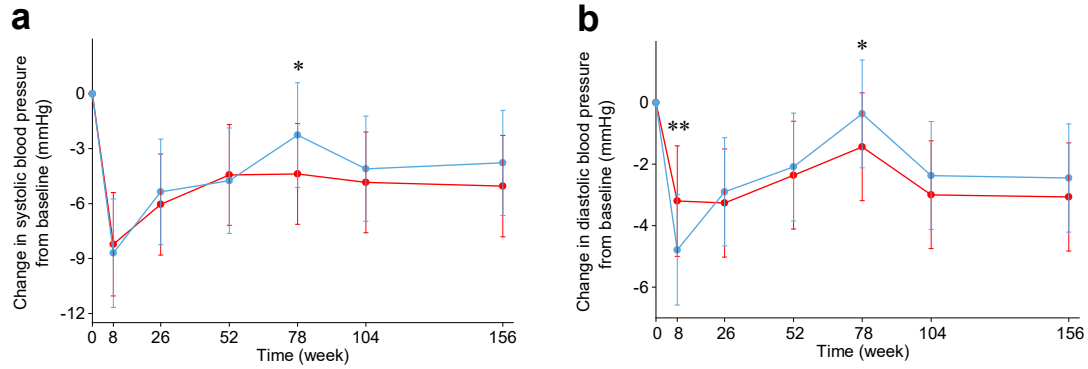 a
Change in systolic blood pressure
from baseline (mmHg)
0
-3
-6
-9
-12
*
0 8 26 52 78 104 156
Time (week)
b
Change in diastolic blood pressure
from baseline (mmHg)
0
-2
-4
-6
**
*
0 8 26 52 78 104 156
Time (week)